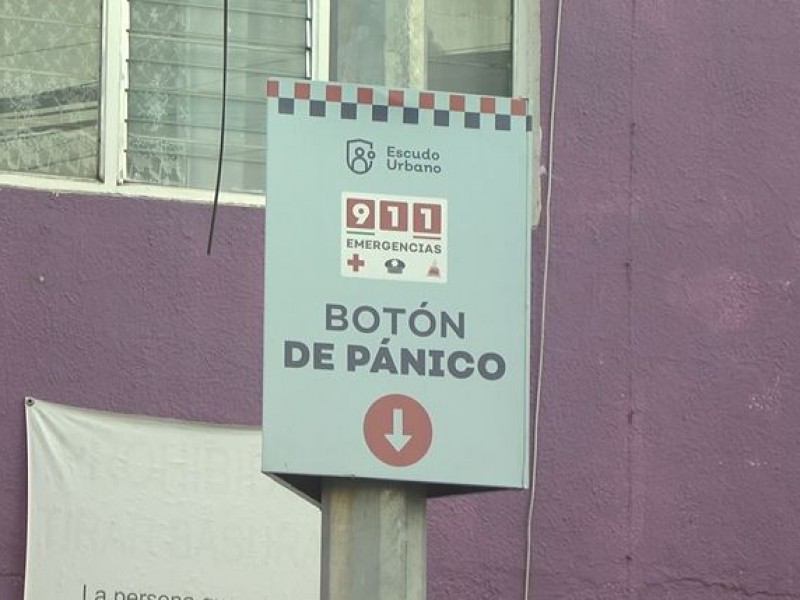 Escudo
Urbano
911
EMERGENCIAS
BOTÓN
DE PÁNICO
La persona